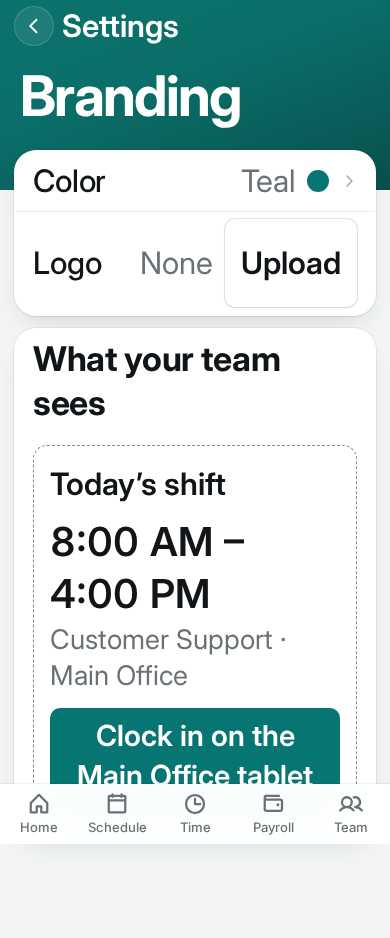 Settings
Branding
Color
Teal
Logo
None
Upload
What your team
sees
Today’s shift
8:00 AM –
4:00 PM
Customer Support ·
Main Office
Clock in on the
Main Office tablet
Home
Schedule
Time
Payroll
Team